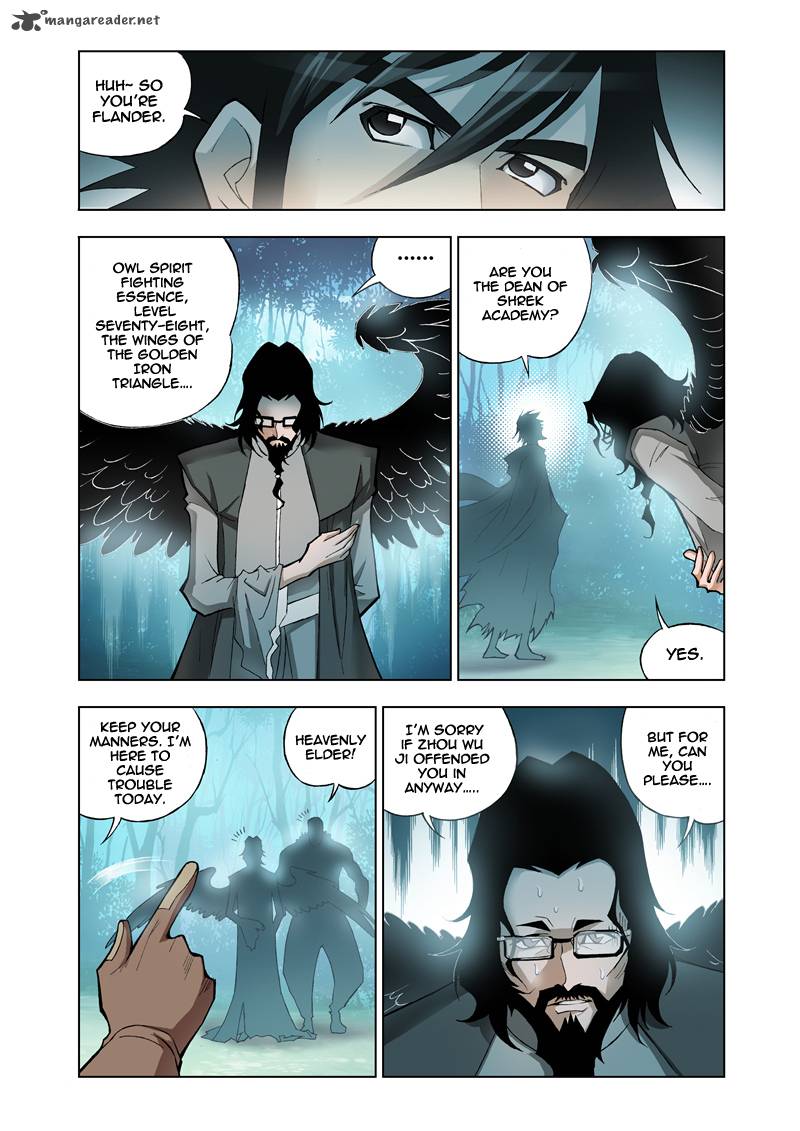 mangareader.net
HUH~ SO
YOU'RE
FLANDER.
OWL SPIRIT
FIGHTING
ESSENCE,
LEVEL
SEVENTY-EIGHT,
THE WINGS OF
THE GOLDEN
IRON
TRIANGLE....
......
ARE YOU
THE DEAN OF
SHREK
ACADEMY?
YES.
KEEP YOUR
MANNERS. I'M
HERE TO
CAUSE
TROUBLE
TODAY.
HEAVENLY
ELDER!
I'M SORRY
IF ZHOU WU
JI OFFENDED
YOU IN
ANYWAY.....
BUT FOR
ME, CAN
YOU
PLEASE....